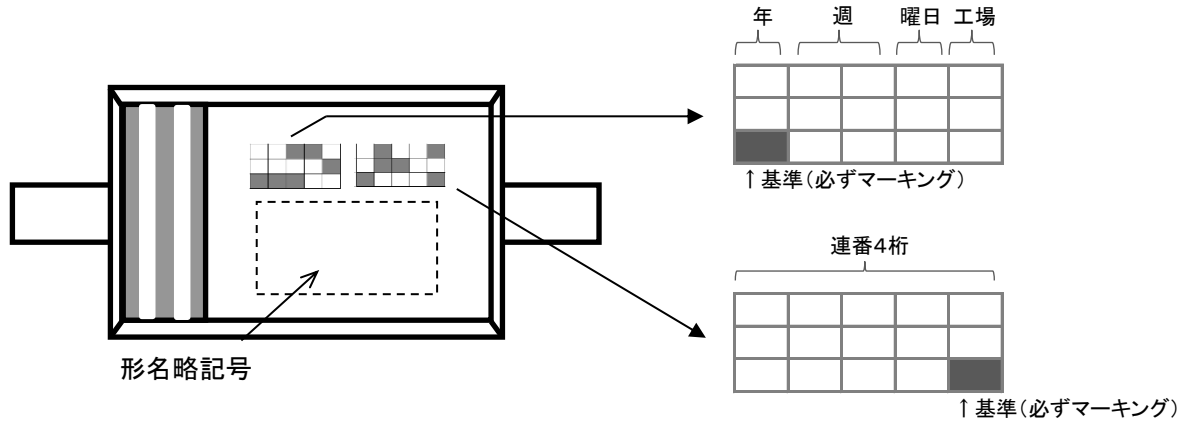 年 週 曜日 工場
↑基準(必ずマーキング)
連番4桁
↑基準(必ずマーキング)
形名略記号